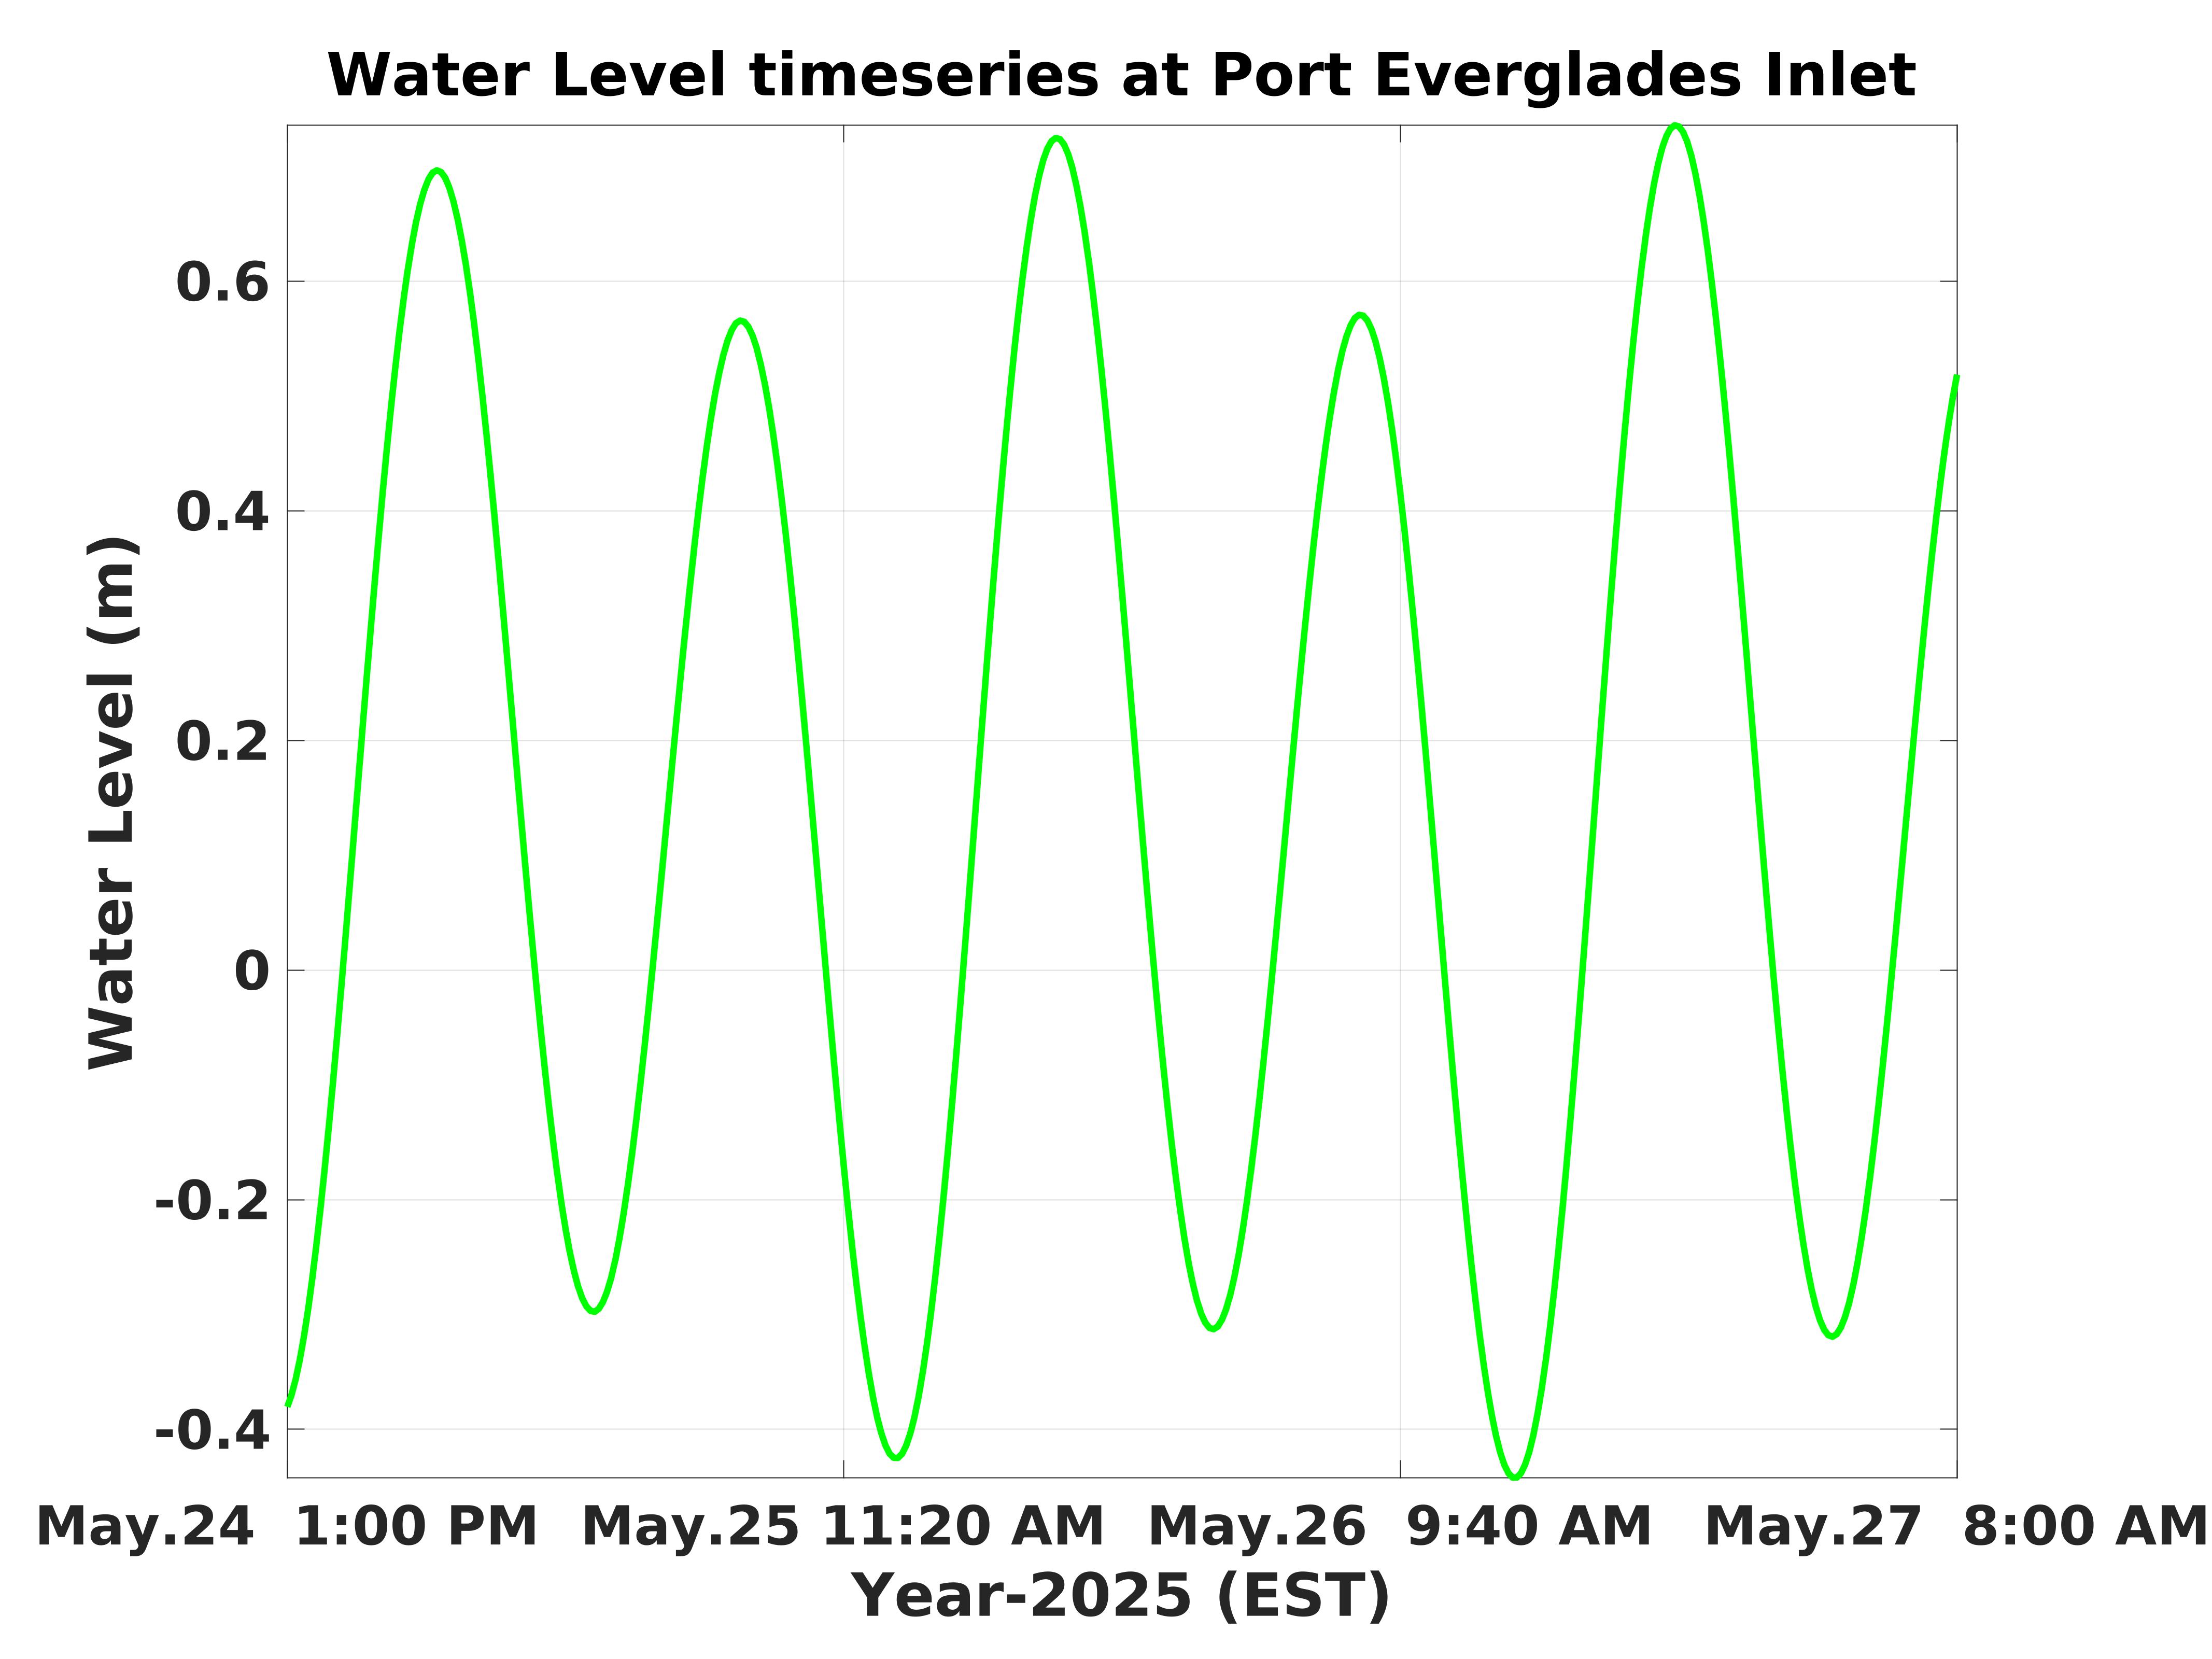 Water Level timeseries at Port Everglades Inlet
Water Level (m)
0.6
0.4
0.2
0
-0.2
-0.4
May.24 1:00 PM May.25 11:20 AM May.26 9:40 AM May.27 8:00 AM
Year-2025 (EST)